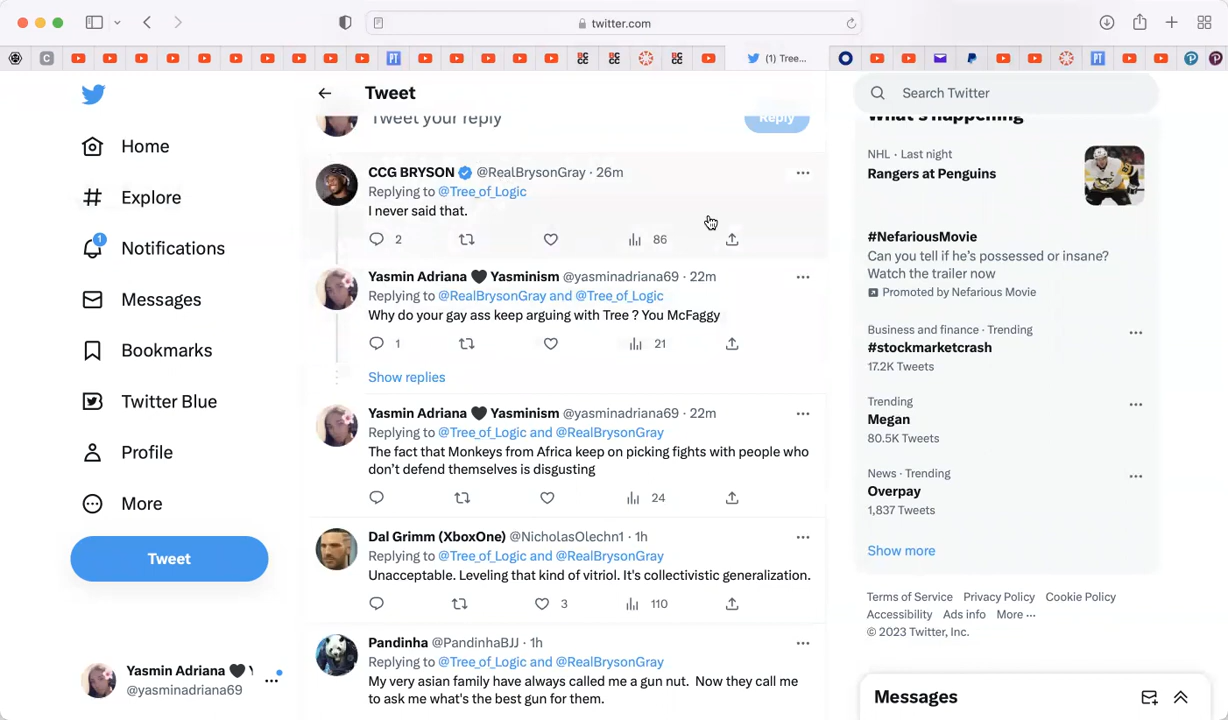 twitter.com
(1) Tree...
Home
Explore
1
Notifications
Messages
Bookmarks
Twitter Blue
Profile
More
Tweet
Yasmin Adriana 🖤 Y
@yasminadriana69
Tweet
Tweet your reply
Reply
CCG BRYSON @RealBrysonGray · 26m
Replying to @Tree_of_Logic
I never said that.
2 86
Yasmin Adriana 🖤 Yasminism @yasminadriana69 · 22m
Replying to @RealBrysonGray and @Tree_of_Logic
Why do your gay ass keep arguing with Tree ? You McFaggy
1 21
Show replies
Yasmin Adriana 🖤 Yasminism @yasminadriana69 · 22m
Replying to @Tree_of_Logic and @RealBrysonGray
The fact that Monkeys from Africa keep on picking fights with people who
don't defend themselves is disgusting
24
Dal Grimm (XboxOne) @NicholasOlechn1 · 1h
Replying to @Tree_of_Logic and @RealBrysonGray
Unacceptable. Leveling that kind of vitriol. It's collectivistic generalization.
3 110
Pandinha @PandinhaBJJ · 1h
Replying to @Tree_of_Logic and @RealBrysonGray
My very asian family have always called me a gun nut. Now they call me
to ask me what's the best gun for them.
Search Twitter
What's happening
NHL · Last night
Rangers at Penguins
#NefariousMovie
Can you tell if he's possessed or insane?
Watch the trailer now
Promoted by Nefarious Movie
Business and finance · Trending
#stockmarketcrash
17.2K Tweets
Trending
Megan
80.5K Tweets
News · Trending
Overpay
1,837 Tweets
Show more
Terms of Service Privacy Policy Cookie Policy
Accessibility Ads info More ···
© 2023 Twitter, Inc.
Messages